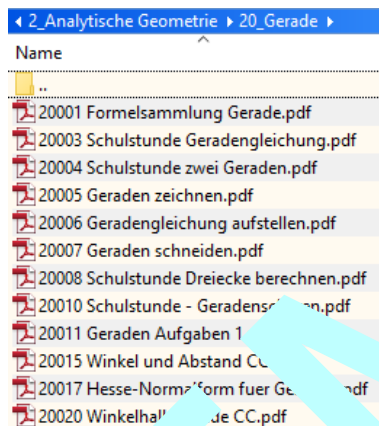 2_Analytische Geometrie 20_Gerade
Name
..
20001 Formelsammlung Gerade.pdf
20003 Schulstunde Geradengleichung.pdf
20004 Schulstunde zwei Geraden.pdf
20005 Geraden zeichnen.pdf
20006 Geradengleichung aufstellen.pdf
20007 Geraden schneiden.pdf
20008 Schulstunde Dreiecke berechnen.pdf
20010 Schulstunde -
20011 Geraden Aufgaben 1
20015 Winkel und Abstand
20017 Hesse-Normalform fuer
20020 CC.pdf